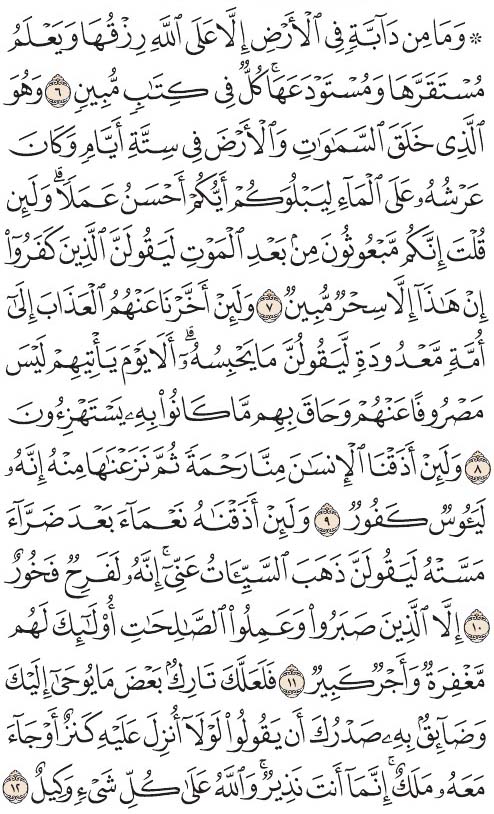 ۞ وَمَا مِن دَآبَّةٍ فِى ٱلْأَرْضِ إِلَّا عَلَى ٱللَّهِ رِزْقُهَا وَيَعْلَمُ
مُسْتَقَرَّهَا وَمُسْتَوْدَعَهَا ۚ كُلٌّ فِى كِتَٰبٍ مُّبِينٍ ٦ وَهُوَ
ٱلَّذِى خَلَقَ ٱلسَّمَٰوَٰتِ وَٱلْأَرْضَ فِى سِتَّةِ أَيَّامٍ وَكَانَ
عَرْشُهُۥ عَلَى ٱلْمَآءِ لِيَبْلُوَكُمْ أَيُّكُمْ أَحْسَنُ عَمَلًا ۗ وَلَئِن
قُلْتَ إِنَّكُم مَّبْعُوثُونَ مِنۢ بَعْدِ ٱلْمَوْتِ لَيَقُولَنَّ ٱلَّذِينَ كَفَرُوٓا۟
إِنْ هَٰذَآ إِلَّا سِحْرٌ مُّبِينٌ ٧ وَلَئِنْ أَخَّرْنَا عَنْهُمُ ٱلْعَذَابَ إِلَىٰٓ
أُمَّةٍ مَّعْدُودَةٍ لَّيَقُولُنَّ مَا يَحْبِسُهُۥٓ ۗ أَلَا يَوْمَ يَأْتِيهِمْ لَيْسَ
مَصْرُوفًا عَنْهُمْ وَحَاقَ بِهِم مَّا كَانُوا۟ بِهِۦ يَسْتَهْزِءُونَ
٨ وَلَئِنْ أَذَقْنَا ٱلْإِنسَٰنَ مِنَّا رَحْمَةً ثُمَّ نَزَعْنَٰهَا مِنْهُ إِنَّهُۥ
لَيَـُٔوسٌ كَفُورٌ ٩ وَلَئِنْ أَذَقْنَٰهُ نَعْمَآءَ بَعْدَ ضَرَّآءَ
مَسَّتْهُ لَيَقُولَنَّ ذَهَبَ ٱلسَّيِّـَٔاتُ عَنِّىٓ ۚ إِنَّهُۥ لَفَرِحٌ فَخُورٌ
١٠ إِلَّا ٱلَّذِينَ صَبَرُوا۟ وَعَمِلُوا۟ ٱلصَّٰلِحَٰتِ أُو۟لَٰٓئِكَ لَهُم
مَّغْفِرَةٌ وَأَجْرٌ كَبِيرٌ ١١ فَلَعَلَّكَ تَارِكٌۢ بَعْضَ مَا يُوحَىٰٓ إِلَيْكَ
وَضَآئِقٌۢ بِهِۦ صَدْرُكَ أَن يَقُولُوا۟ لَوْلَآ أُنزِلَ عَلَيْهِ كَنزٌ أَوْ جَآءَ
مَعَهُۥ مَلَكٌ ۚ إِنَّمَآ أَنتَ نَذِيرٌ ۚ وَٱللَّهُ عَلَىٰ كُلِّ شَىْءٍ وَكِيلٌ ١٢